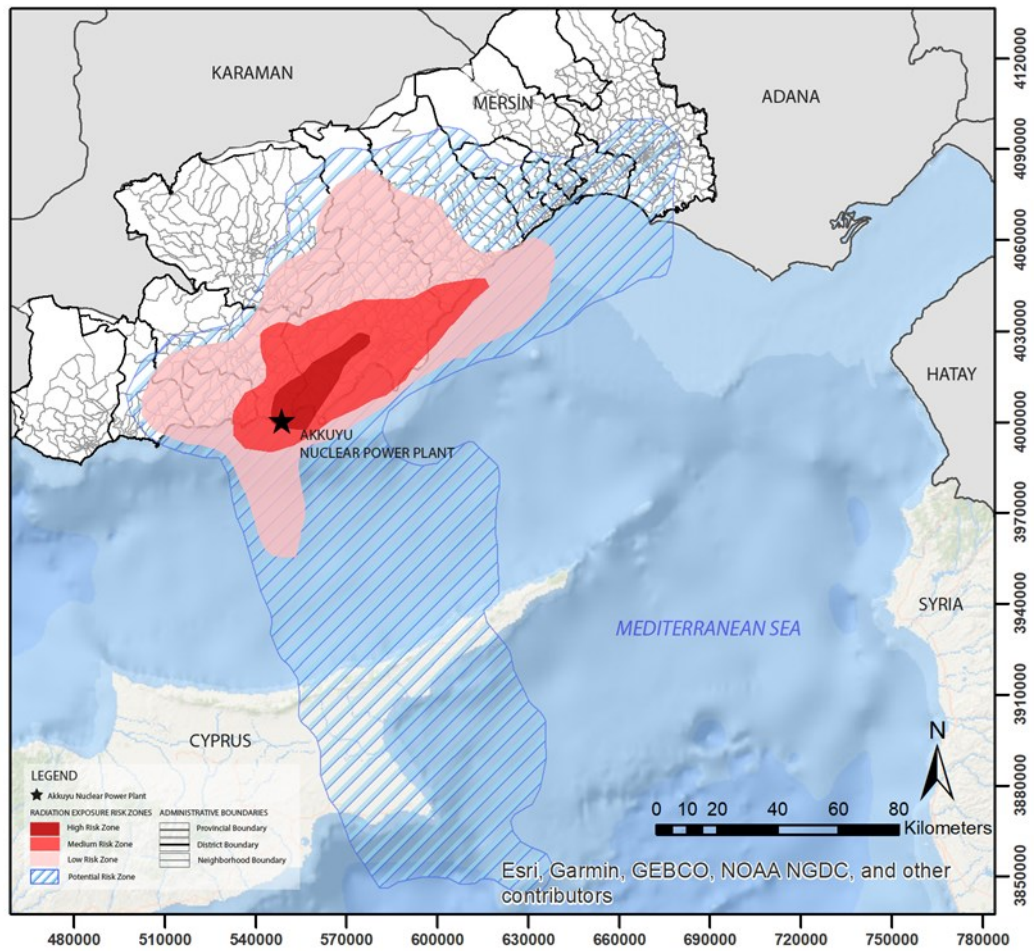 KARAMAN
MERSİN
ADANA
HATAY
AKKUYU
NUCLEAR POWER PLANT
SYRIA
MEDITERRANEAN SEA
CYPRUS
N
LEGEND
Akkuyu Nuclear Power Plant
RADIATION EXPOSURE RISK ZONES
High Risk Zone
Medium Risk Zone
Low Risk Zone
Potential Risk Zone
ADMINISTRATIVE BOUNDARIES
Provincial Boundary
District Boundary
Neighborhood Boundary
0 10 20 40 60 80
Kilometers
Esri, Garmin, GEBCO, NOAA NGDC, and other
contributors
4120000
4090000
4060000
4030000
4000000
3970000
3940000
3910000
3880000
3850000
480000 510000 540000 570000 600000 630000 660000 690000 720000 750000 780000